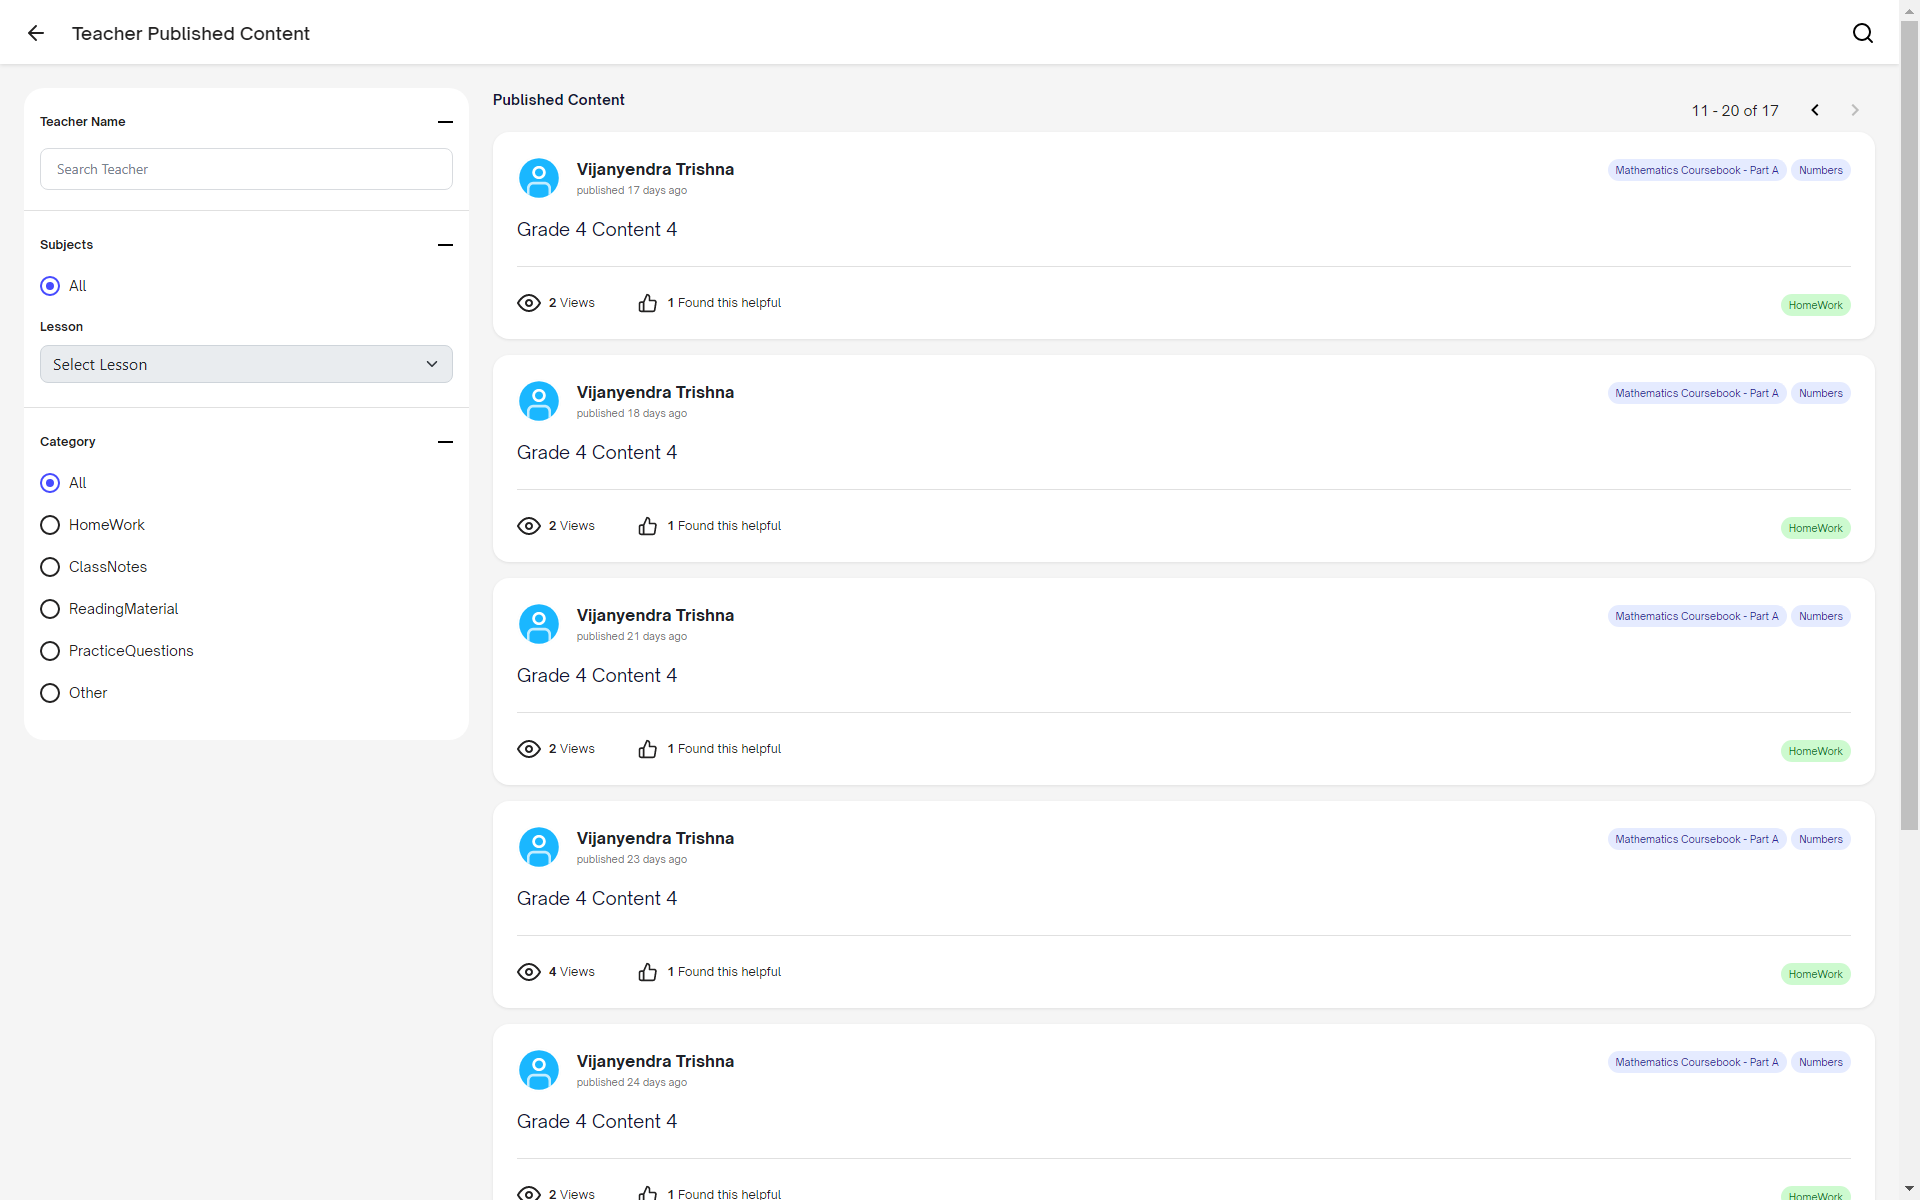 Teacher Published Content
Teacher Name
Search Teacher
Subjects
All
Lesson
Select Lesson
Category
All
HomeWork
ClassNotes
ReadingMaterial
PracticeQuestions
Other
Published Content
11 - 20 of 17
Vijanyendra Trishna
published 17 days ago
Mathematics Coursebook - Part A
Numbers
Grade 4 Content 4
2 Views
1 Found this helpful
HomeWork
Vijanyendra Trishna
published 18 days ago
Mathematics Coursebook - Part A
Numbers
Grade 4 Content 4
2 Views
1 Found this helpful
HomeWork
Vijanyendra Trishna
published 21 days ago
Mathematics Coursebook - Part A
Numbers
Grade 4 Content 4
2 Views
1 Found this helpful
HomeWork
Vijanyendra Trishna
published 23 days ago
Mathematics Coursebook - Part A
Numbers
Grade 4 Content 4
4 Views
1 Found this helpful
HomeWork
Vijanyendra Trishna
published 24 days ago
Mathematics Coursebook - Part A
Numbers
Grade 4 Content 4
2 Views
1 Found this helpful
HomeWork